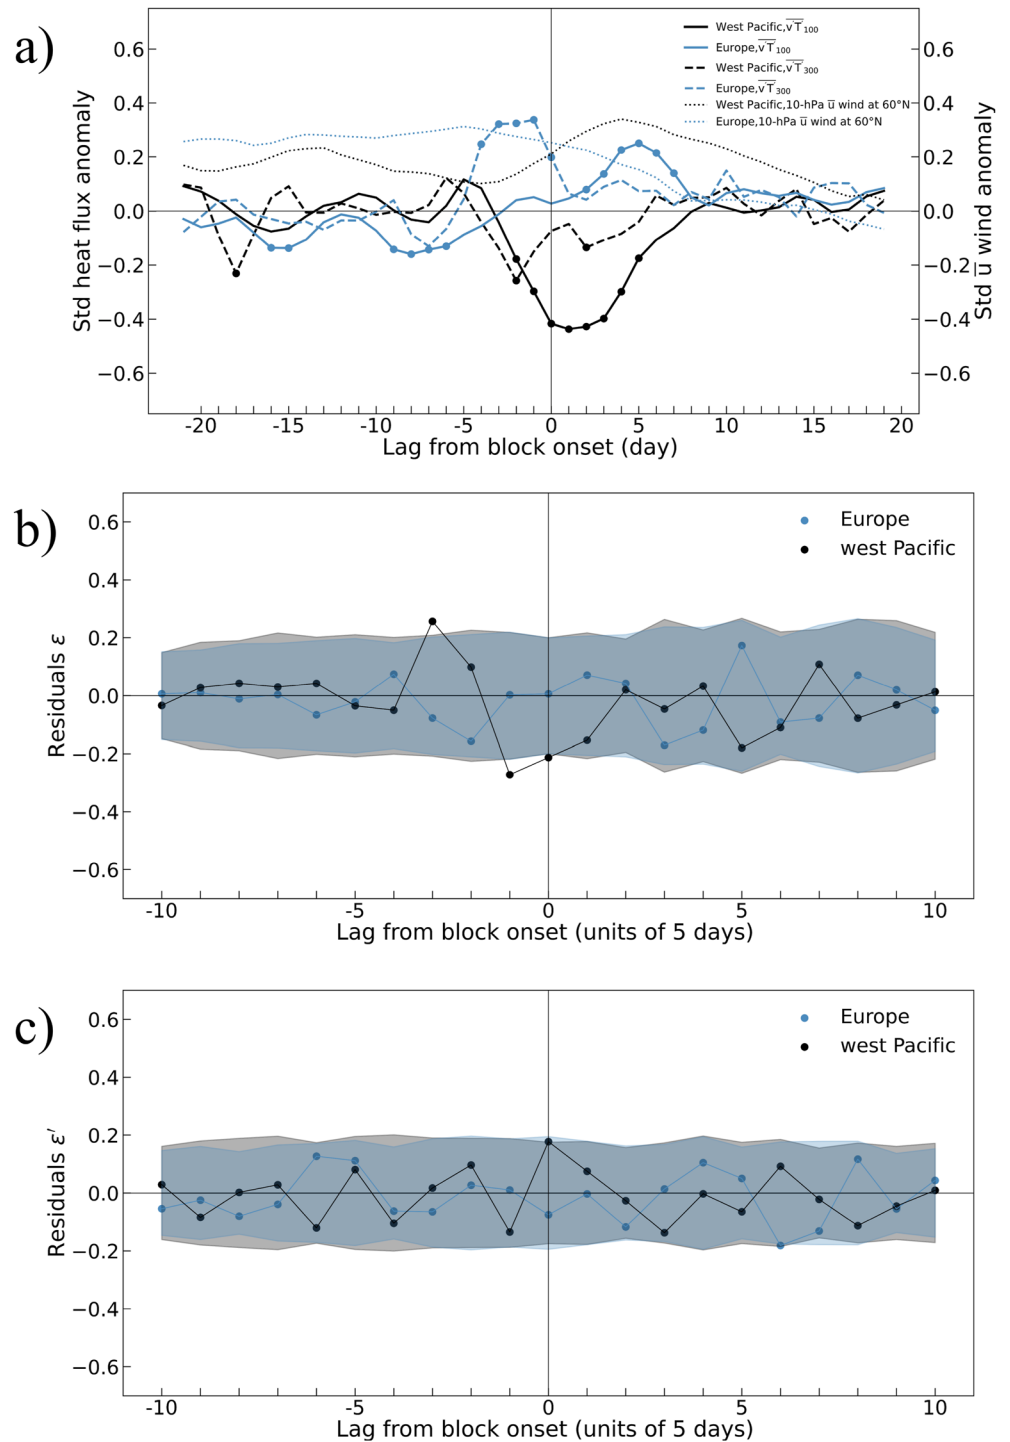 a)
0.6
0.4
0.2
0.0
−0.2
−0.4
−0.6
Std heat flux anomaly
West Pacific,v'T'100
Europe,v'T'100
West Pacific,v'T'300
Europe,v'T'300
West Pacific,10-hPa u̅ wind at 60°N
Europe,10-hPa u̅ wind at 60°N
0.6
0.4
0.2
0.0
−0.2
−0.4
−0.6
Std u̅ wind anomaly
-20 -15 -10 -5 0 5 10 15 20
Lag from block onset (day)
b)
0.6
0.4
0.2
0.0
−0.2
−0.4
−0.6
Residuals ε
Europe
west Pacific
-10 -5 0 5 10
Lag from block onset (units of 5 days)
c)
0.6
0.4
0.2
0.0
−0.2
−0.4
−0.6
Residuals ε′
Europe
west Pacific
-10 -5 0 5 10
Lag from block onset (units of 5 days)